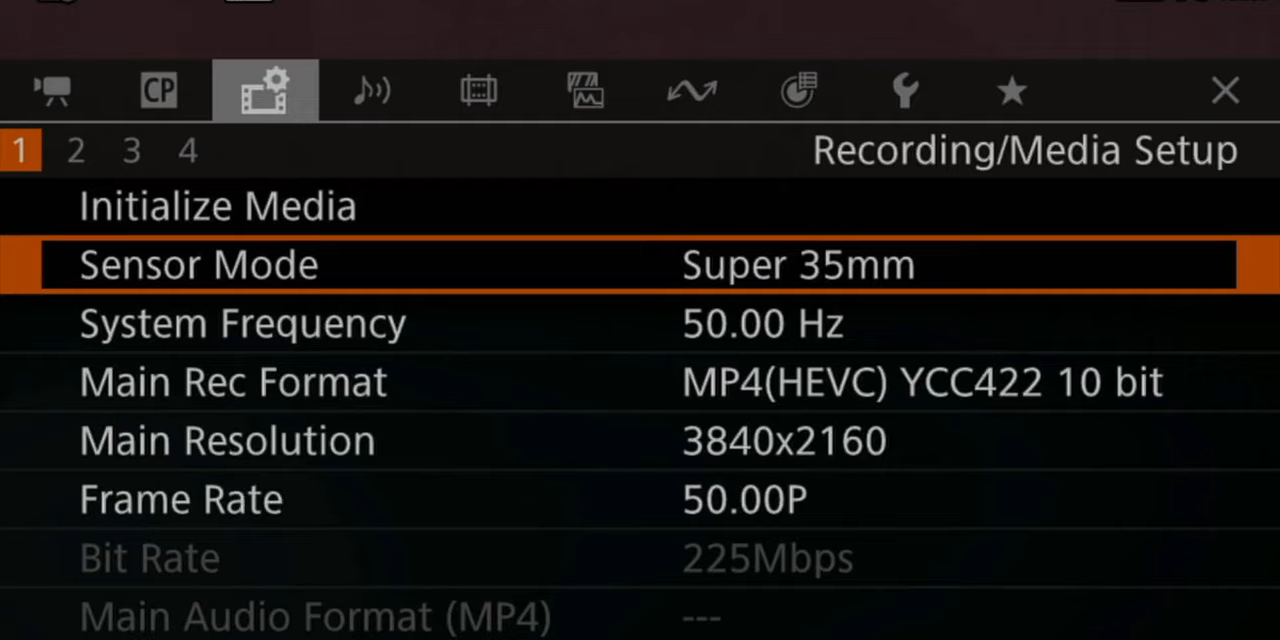 CP
1 2 3 4 Recording/Media Setup
Initialize Media
Sensor Mode Super 35mm
System Frequency 50.00 Hz
Main Rec Format MP4(HEVC) YCC422 10 bit
Main Resolution 3840x2160
Frame Rate 50.00P
Bit Rate 225Mbps
Main Audio Format (MP4) ---